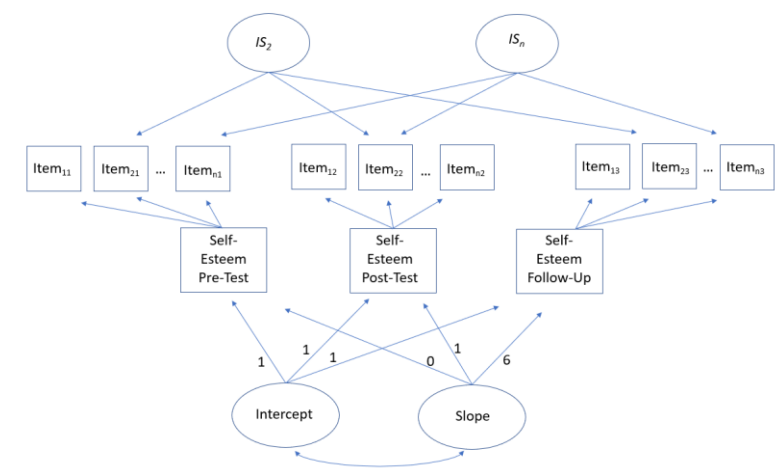 IS₂ ISₙ
Item₁₁ Item₂₁ ... Itemₙ₁ Item₁₂ Item₂₂ ... Itemₙ₂ Item₁₃ Item₂₃ ... Itemₙ₃
Self-
Esteem
Pre-Test
Self-
Esteem
Post-Test
Self-
Esteem
Follow-Up
1 1 1 0 1 6
Intercept Slope